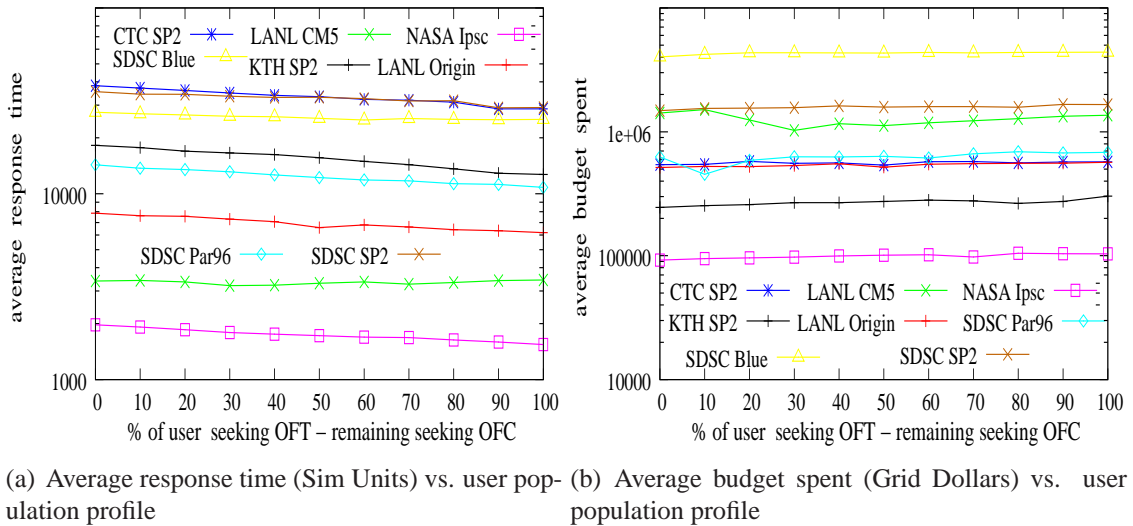 CTC SP2 LANL CM5 NASA Ipsc
SDSC Blue KTH SP2 LANL Origin
10000
SDSC Par96 SDSC SP2
1000
0 10 20 30 40 50 60 70 80 90 100
average response time
% of user seeking OFT – remaining seeking OFC
(a) Average response time (Sim Units) vs. user pop-
ulation profile
1e+06
100000
CTC SP2 LANL CM5 NASA Ipsc
KTH SP2 LANL Origin SDSC Par96
SDSC Blue SDSC SP2
10000
0 10 20 30 40 50 60 70 80 90 100
average budget spent
% of user seeking OFT – remaining seeking OFC
(b) Average budget spent (Grid Dollars) vs. user
population profile